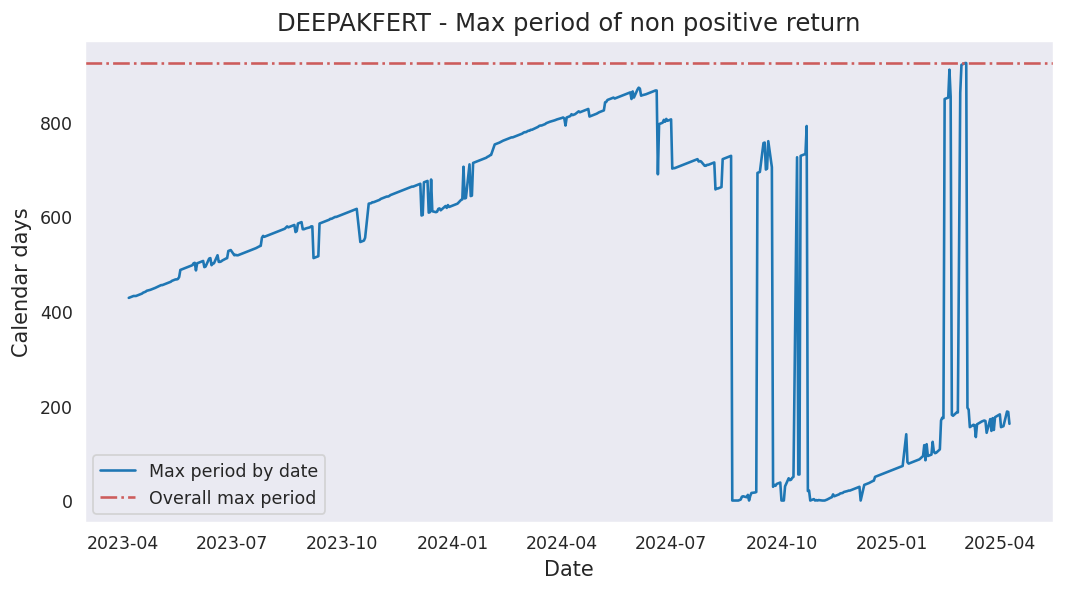 DEEPAKFERT - Max period of non positive return
Calendar days
800
600
400
200
0
Max period by date
Overall max period
2023-04 2023-07 2023-10 2024-01 2024-04 2024-07 2024-10 2025-01 2025-04
Date